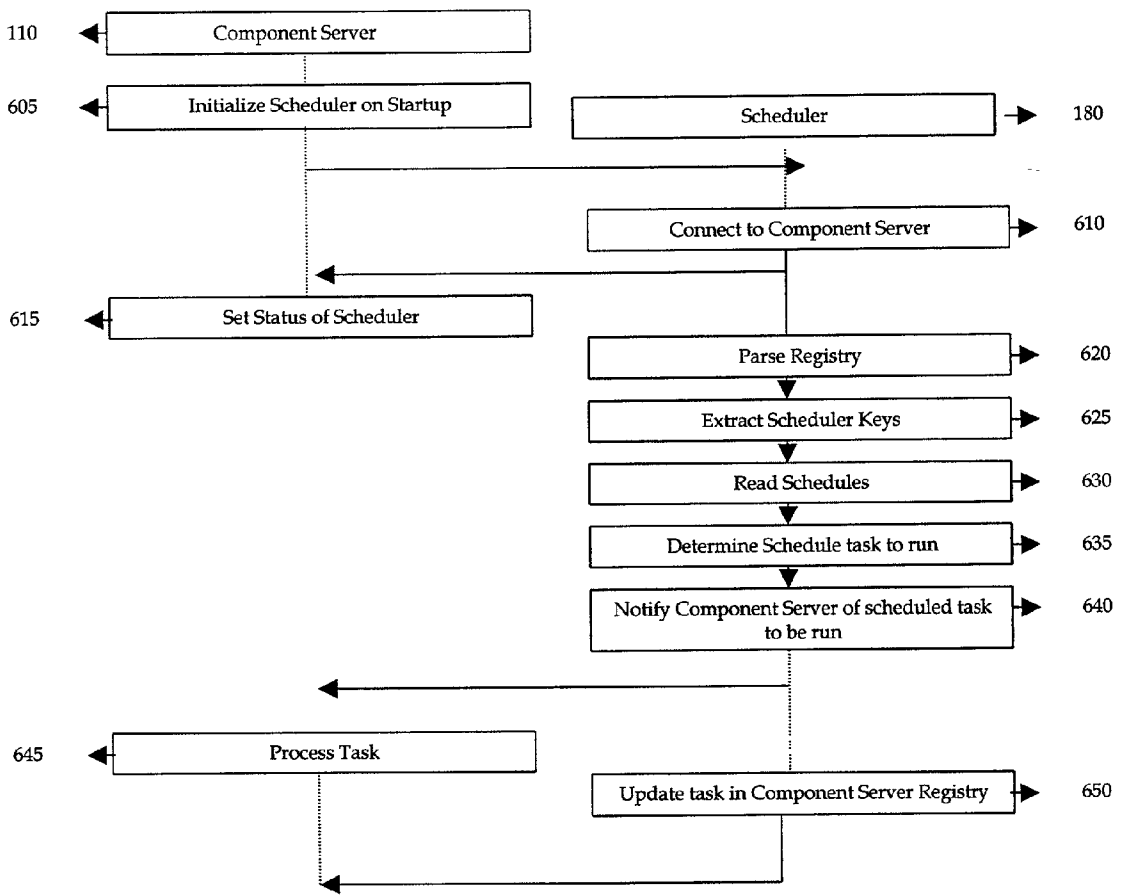 110
Component Server
605
Initialize Scheduler on Startup
Scheduler
180
Connect to Component Server
610
615
Set Status of Scheduler
Parse Registry
620
Extract Scheduler Keys
625
Read Schedules
630
Determine Schedule task to run
635
Notify Component Server of scheduled task
to be run
640
645
Process Task
Update task in Component Server Registry
650